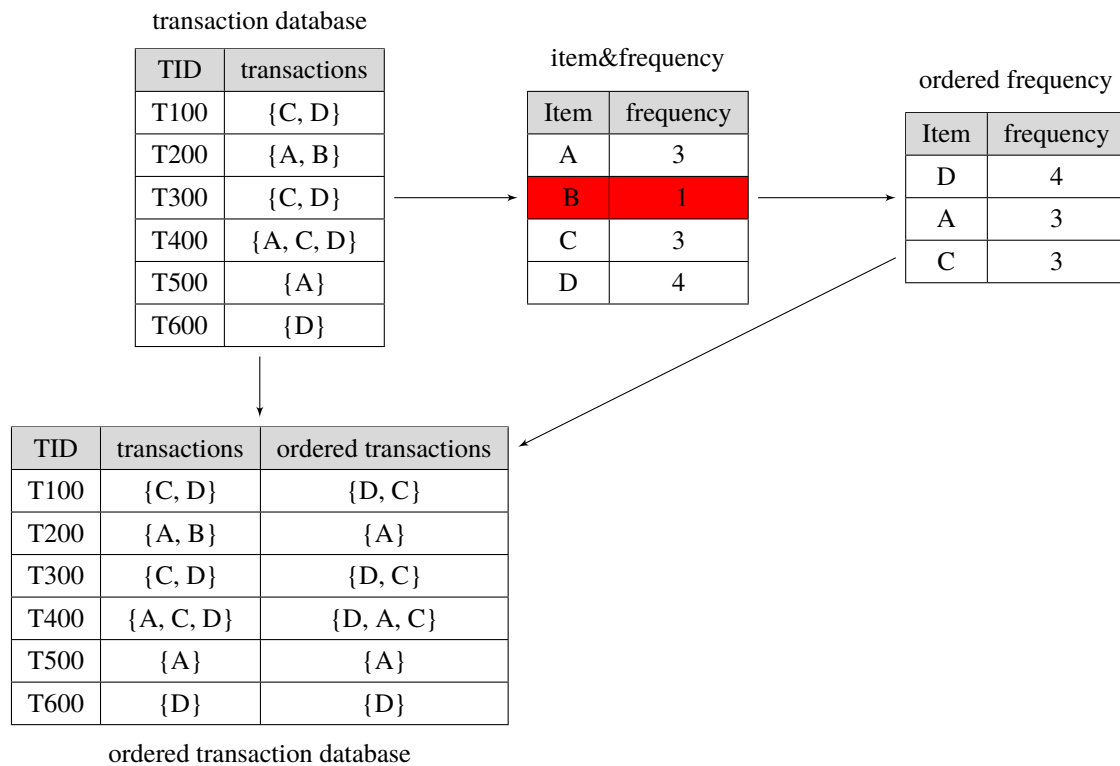 transaction database
TID transactions
T100 {C, D}
T200 {A, B}
T300 {C, D}
T400 {A, C, D}
T500 {A}
T600 {D}
item&frequency
Item frequency
A 3
B 1
C 3
D 4
ordered frequency
Item frequency
D 4
A 3
C 3
TID transactions ordered transactions
T100 {C, D} {D, C}
T200 {A, B} {A}
T300 {C, D} {D, C}
T400 {A, C, D} {D, A, C}
T500 {A} {A}
T600 {D} {D}
ordered transaction database